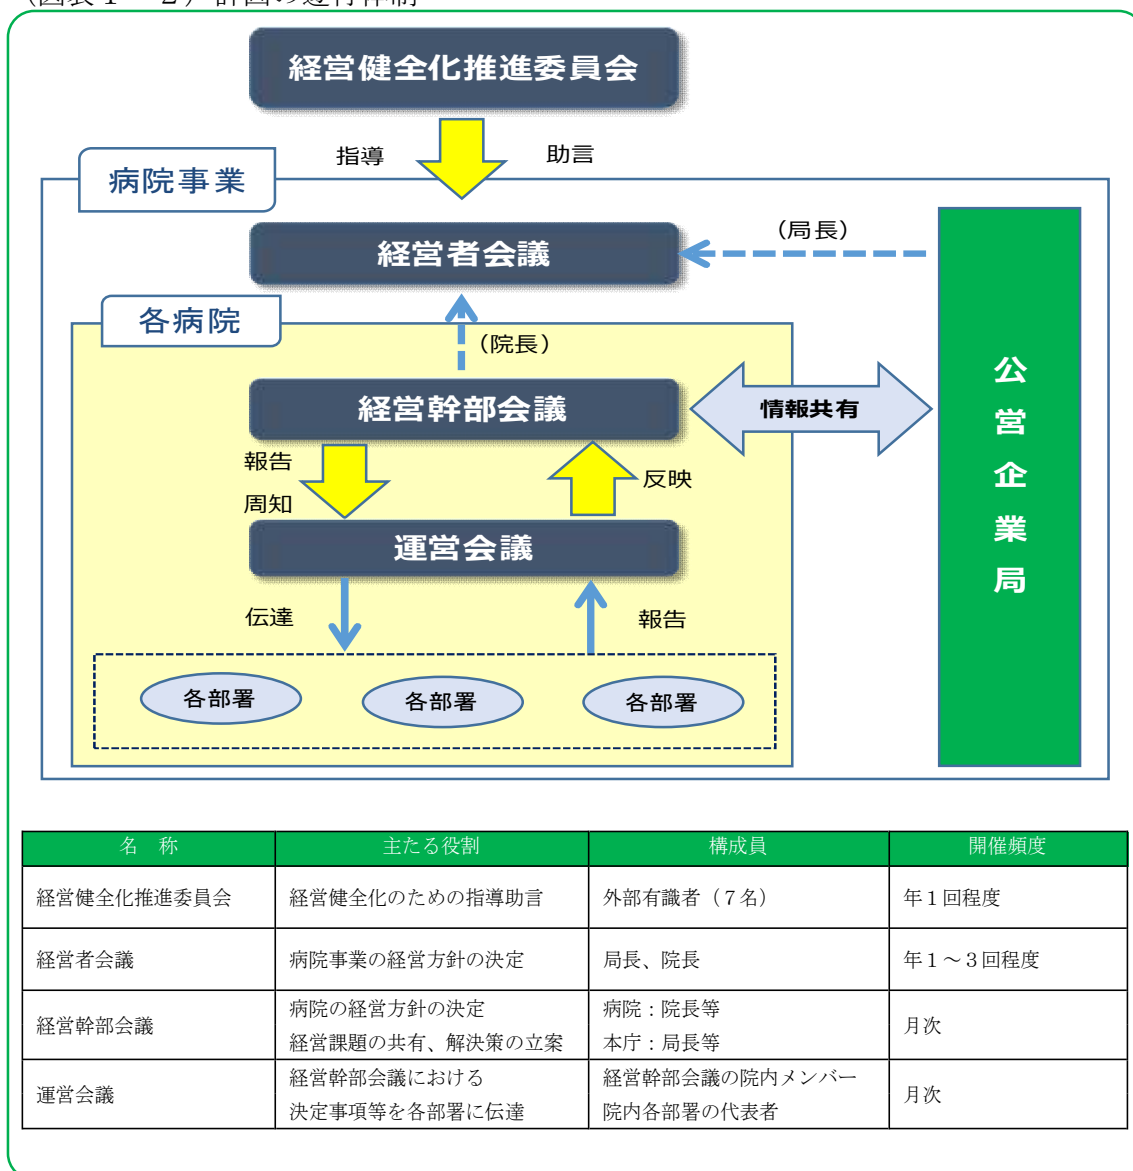 (図表1-2)計画の進行体制
経営健全化推進委員会
指導 助言
病院事業
(局長)
経営者会議
各病院
(院長)
経営幹部会議
情報共有
公営企業局
報告
周知
反映
運営会議
伝達
報告
各部署 各部署 各部署
名 称 主たる役割 構成員 開催頻度
経営健全化推進委員会 経営健全化のための指導助言 外部有識者(7名) 年1回程度
経営者会議 病院事業の経営方針の決定 局長、院長 年1~3回程度
経営幹部会議 病院の経営方針の決定 病院:院長等 月次
経営課題の共有、解決策の立案 本庁:局長等
運営会議 経営幹部会議における 経営幹部会議の院内メンバー 月次
決定事項等を各部署に伝達 院内各部署の代表者